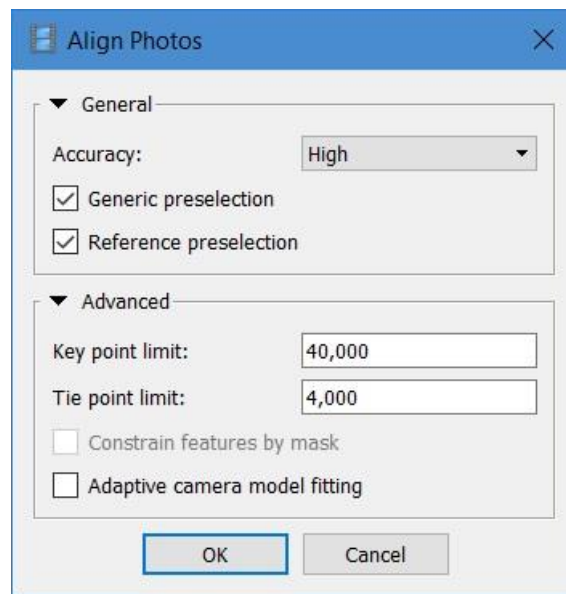 Align Photos
General
Accuracy: High
Generic preselection
Reference preselection
Advanced
Key point limit: 40,000
Tie point limit: 4,000
Constrain features by mask
Adaptive camera model fitting
OK Cancel